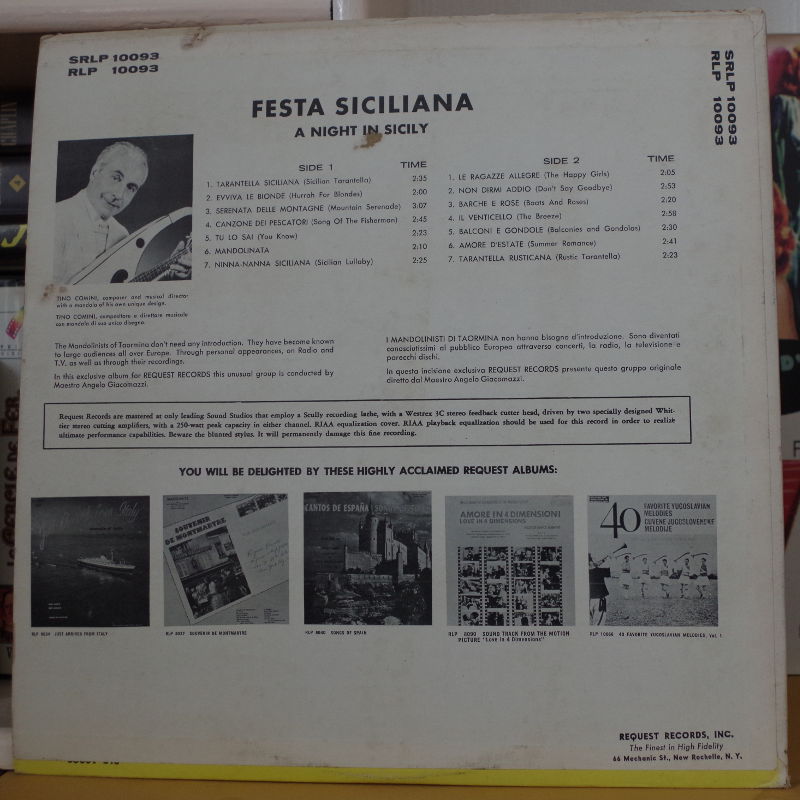 SRLP 10093
RLP 10093
SRLP 10093
RLP 10093
FESTA SICILIANA
A NIGHT IN SICILY
SIDE 1 TIME
1. TARANTELLA SICILIANA (Sicilian Tarantella) 2:35
2. EVVIVA LE BIONDE (Hurrah For Blondes) 2:00
3. SERENATA DELLE MONTAGNE (Mountain Serenade) 3:07
4. CANZONE DEI PESCATORI (Song Of The Fisherman) 2:45
5. TU LO SAI (You Know) 2:23
6. MANDOLINATA 2:10
7. NINNA-NANNA SICILIANA (Sicilian Lullaby) 2:25
SIDE 2 TIME
1. LE RAGAZZE ALLEGRE (The Happy Girls) 2:05
2. NON DIRMI ADDIO (Don't Say Goodbye) 2:53
3. BARCHE E ROSE (Boats And Roses) 2:20
4. IL VENTICELLO (The Breeze) 2:58
5. BALCONI E GONDOLE (Balconies and Gondolas) 2:30
6. AMORE D'ESTATE (Summer Romance) 2:41
7. TARANTELLA RUSTICANA (Rustic Tarantella) 2:23
TINO COMINI, composer and musical director
with a mandola of his own unique design.
TINO COMINI, compositore e direttore musicale
con mandola di suo unico disegno.
The Mandolinists of Taormina don't need any introduction. They have become known
to large audiences all over Europe. Through personal appearances, on Radio and
T.V. as well as through their recordings.
In this exclusive album for REQUEST RECORDS this unusual group is conducted by
Maestro Angelo Giacomazzi.
I MANDOLINISTI DI TAORMINA non hanno bisogno d'introduzione. Sono diventati
conosciutissimi al pubblico Europeo attraverso concerti, la radio, la televisione e
parecchi dischi.
In questa incisione exclusiva REQUEST RECORDS presenta questo gruppo originale
diretto dal Maestro Angelo Giacomazzi.
Request Records are mastered at only leading Sound Studios that employ a Scully recording lathe, with a Westrex 3C stereo feedback cutter head, driven by two specially designed Whit-
tier stereo cutting amplifiers, with a 250-watt peak capacity in either channel. RIAA equalization cover. RIAA playback equalization should be used for this record in order to realize
ultimate performance capabilities. Beware the blunted stylus. It will permanently damage this fine recording.
YOU WILL BE DELIGHTED BY THESE HIGHLY ACCLAIMED REQUEST ALBUMS:
SOUVENIR
DE MONTMARTRE
CANTOS DE ESPAÑA
AMORE EN 4 DIMENSIONI
LOVE IN 4 DIMENSIONS
40 FAVORITE YUGOSLAVIAN
MELODIES
CUVENE JUGOSLOVENSKE
MELODIJE
JUST ARRIVED FROM ITALY
SOUVENIR DE MONTMARTRE
RLP 8040 SONGS OF SPAIN
RLP 8090 SOUND TRACK FROM THE MOTION
PICTURE "Love in 4 Dimensions"
RLP 10066 40 FAVORITE YUGOSLAVIAN MELODIES, Vol. 1
REQUEST RECORDS, INC.
The Finest in High Fidelity
66 Mechanic St., New Rochelle, N. Y.
CHAPLIN